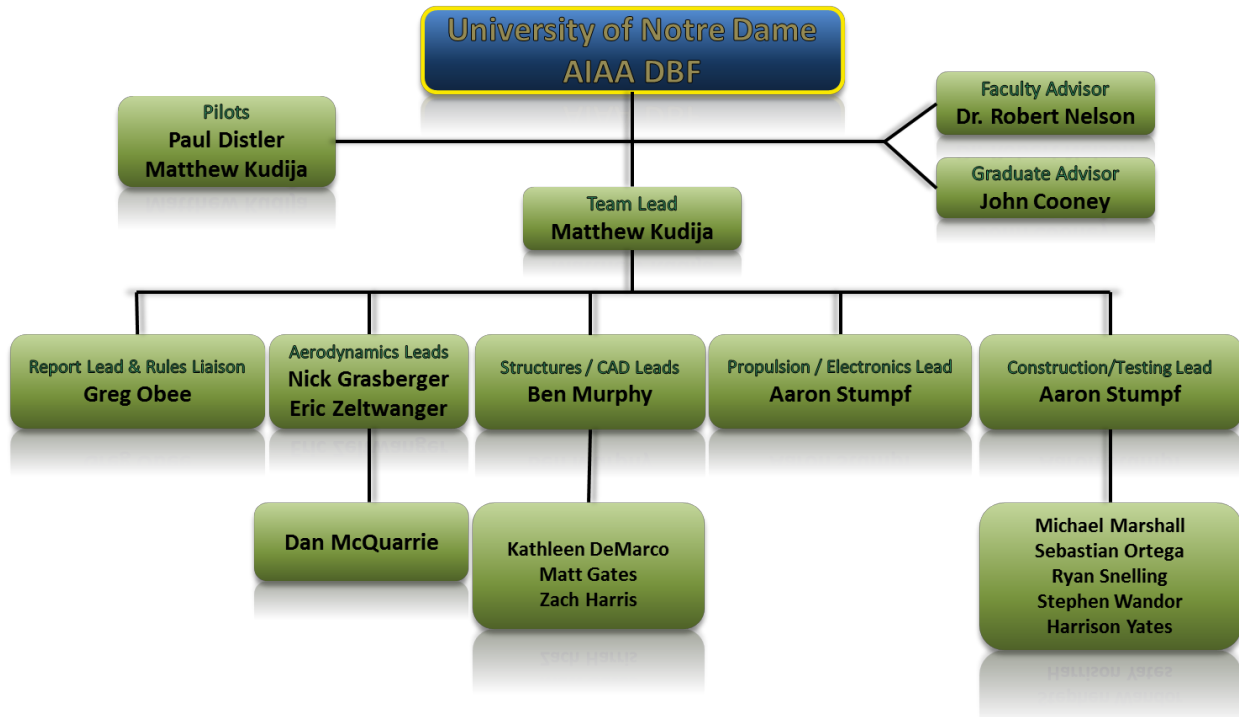 University of Notre Dame
AIAA DBF
Pilots
Paul Distler
Matthew Kudija
Faculty Advisor
Dr. Robert Nelson
Graduate Advisor
John Cooney
Team Lead
Matthew Kudija
Report Lead & Rules Liaison
Greg Obee
Aerodynamics Leads
Nick Grasberger
Eric Zeltwanger
Structures / CAD Leads
Ben Murphy
Propulsion / Electronics Lead
Aaron Stumpf
Construction/Testing Lead
Aaron Stumpf
Dan McQuarrie
Kathleen DeMarco
Matt Gates
Zach Harris
Michael Marshall
Sebastian Ortega
Ryan Snelling
Stephen Wandor
Harrison Yates